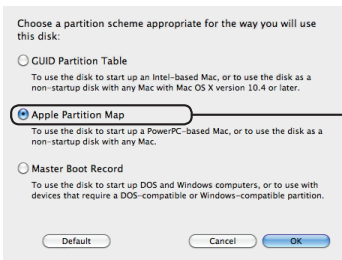 Choose a partition scheme appropriate for the way you will use
this disk:
GUID Partition Table
To use the disk to start up an Intel-based Mac, or to use the disk as a
non-startup disk with any Mac with Mac OS X version 10.4 or later.
Apple Partition Map
To use the disk to start up a PowerPC-based Mac, or to use the disk as a
non-startup disk with any Mac.
Master Boot Record
To use the disk to start up DOS and Windows computers, or to use with
devices that require a DOS-compatible or Windows-compatible partition.
Default Cancel OK